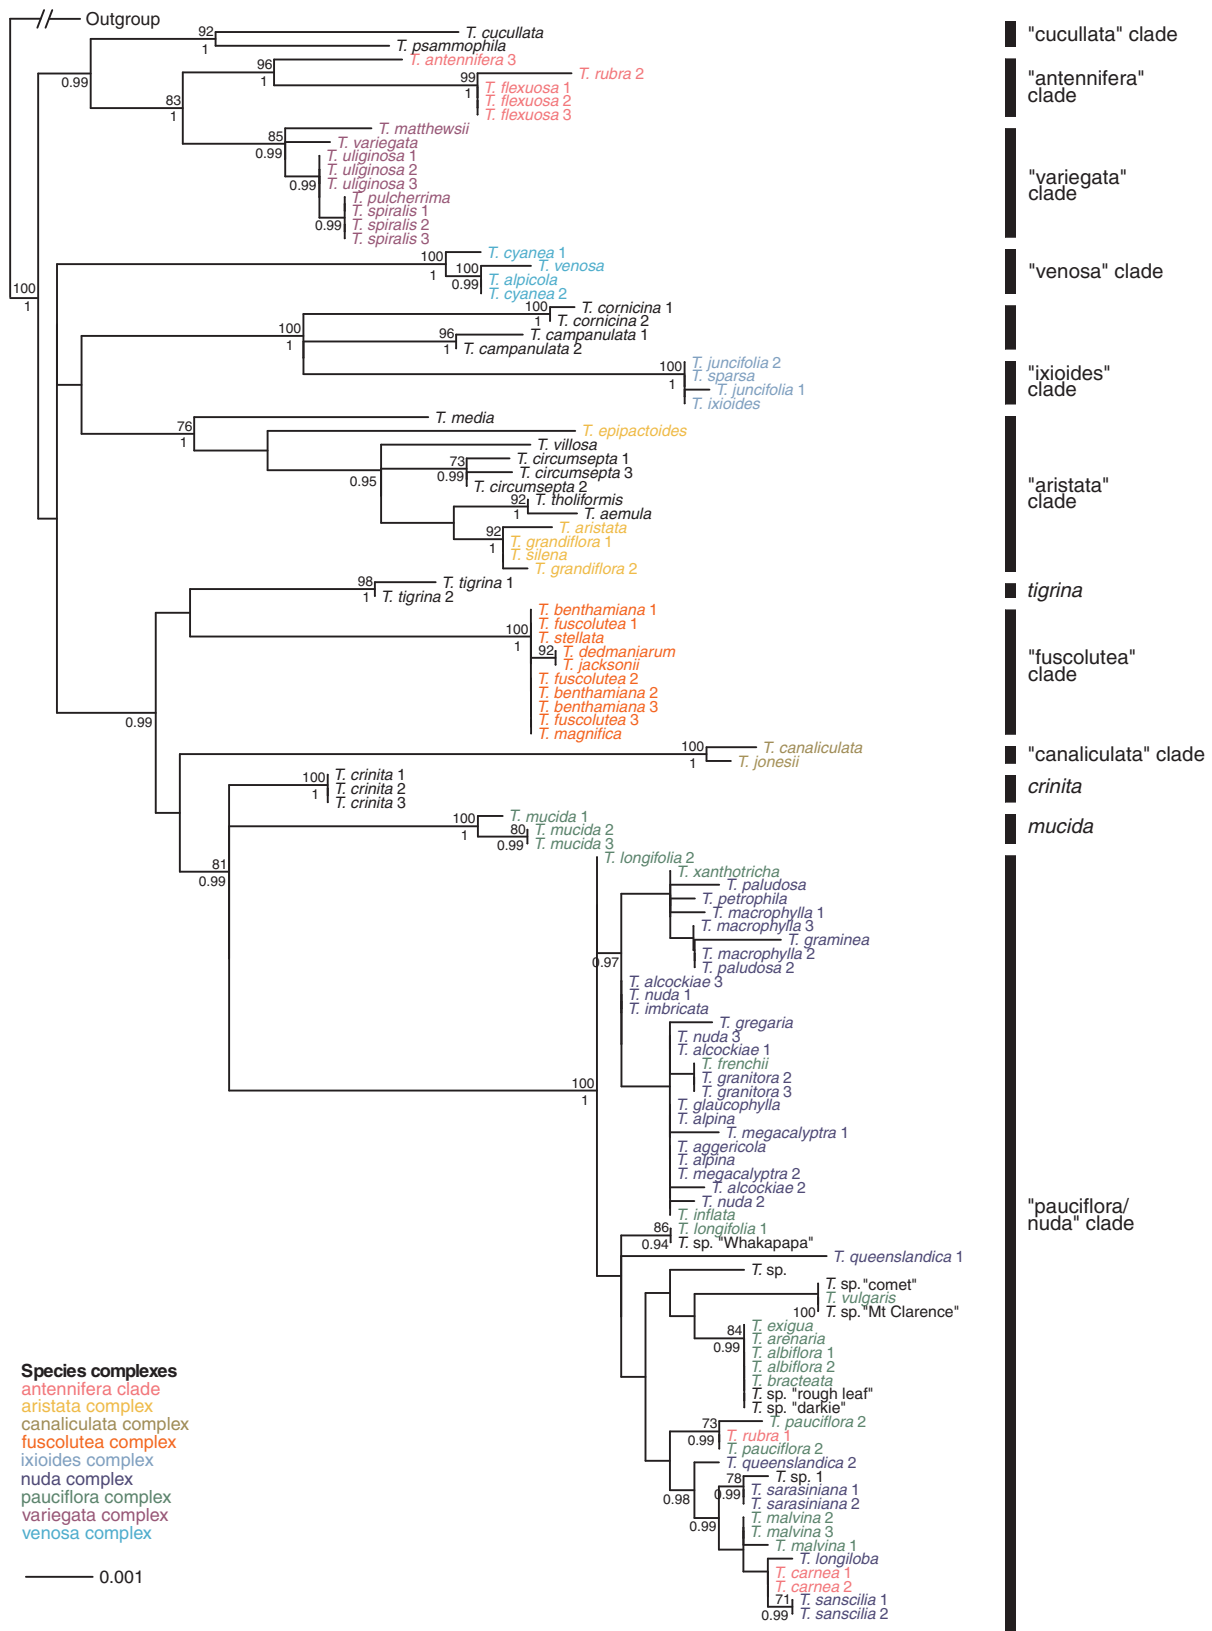 Outgroup
92
1
T. cucullata
T. psammophila
"cucullata" clade
0.99
96
1
T. antennifera 3
99
1
T. rubra 2
T. flexuosa 1
T. flexuosa 2
T. flexuosa 3
"antennifera"
clade
83
1
85
0.99
T. matthewsii
T. variegata
T. uliginosa 1
T. uliginosa 2
T. uliginosa 3
0.99
T. pulcherrima
T. spiralis 1
T. spiralis 2
T. spiralis 3
0.99
"variegata"
clade
100
1
100
1
T. cyanea 1
100
0.99
T. venosa
T. alpicola
T. cyanea 2
"venosa" clade
100
1
100
1
T. cornicina 1
T. cornicina 2
96
1
T. campanulata 1
T. campanulata 2
100
1
T. juncifolia 2
T. sparsa
T. juncifolia 1
T. ixioides
"ixioides"
clade
76
1
T. media
T. epipactoides
0.95
T. villosa
73
0.99
T. circumsepta 1
T. circumsepta 3
T. circumsepta 2
92
1
T. tholiformis
T. aemula
92
1
T. aristata
T. grandiflora 1
T. silena
T. grandiflora 2
"aristata"
clade
98
1
T. tigrina 1
T. tigrina 2
tigrina
0.99
100
1
T. benthamiana 1
T. fuscolutea 1
T. stellata
92
T. dedmaniarum
T. jacksonii
T. fuscolutea 2
T. benthamiana 2
T. benthamiana 3
T. fuscolutea 3
T. magnifica
"fuscolutea"
clade
100
1
T. canaliculata
T. jonesii
"canaliculata" clade
81
0.99
100
1
T. crinita 1
T. crinita 2
T. crinita 3
crinita
100
1
T. mucida 1
80
0.99
T. mucida 2
T. mucida 3
mucida
100
1
T. longifolia 2
0.97
T. xanthotricha
T. paludosa
T. petrophila
T. macrophylla 1
T. macrophylla 3
T. graminea
T. macrophylla 2
T. paludosa 2
T. alcockiae 3
T. nuda 1
T. imbricata
T. gregaria
T. nuda 3
T. alcockiae 1
T. frenchii
T. granitora 2
T. granitora 3
T. glaucophylla
T. alpina
T. megacalyptra 1
T. aggericola
T. alpina
T. megacalyptra 2
T. alcockiae 2
T. nuda 2
T. inflata
86
0.94
T. longifolia 1
T. sp. "Whakapapa"
T. queenslandica 1
T. sp.
100
T. sp. "comet"
T. vulgaris
T. sp. "Mt Clarence"
84
0.99
T. exigua
T. arenaria
T. albiflora 1
T. albiflora 2
T. bracteata
T. sp. "rough leaf"
T. sp. "darkie"
73
0.99
T. pauciflora 2
T. rubra 1
T. pauciflora 2
0.98
T. queenslandica 2
0.99
78
0.99
T. sp. 1
T. sarasiniana 1
T. sarasiniana 2
T. malvina 2
T. malvina 3
T. malvina 1
T. longiloba
T. carnea 1
T. carnea 2
71
0.99
T. sanscilia 1
T. sanscilia 2
"pauciflora/
nuda" clade
Species complexes
antennifera clade
aristata complex
canaliculata complex
fuscolutea complex
ixioides complex
nuda complex
pauciflora complex
variegata complex
venosa complex
0.001